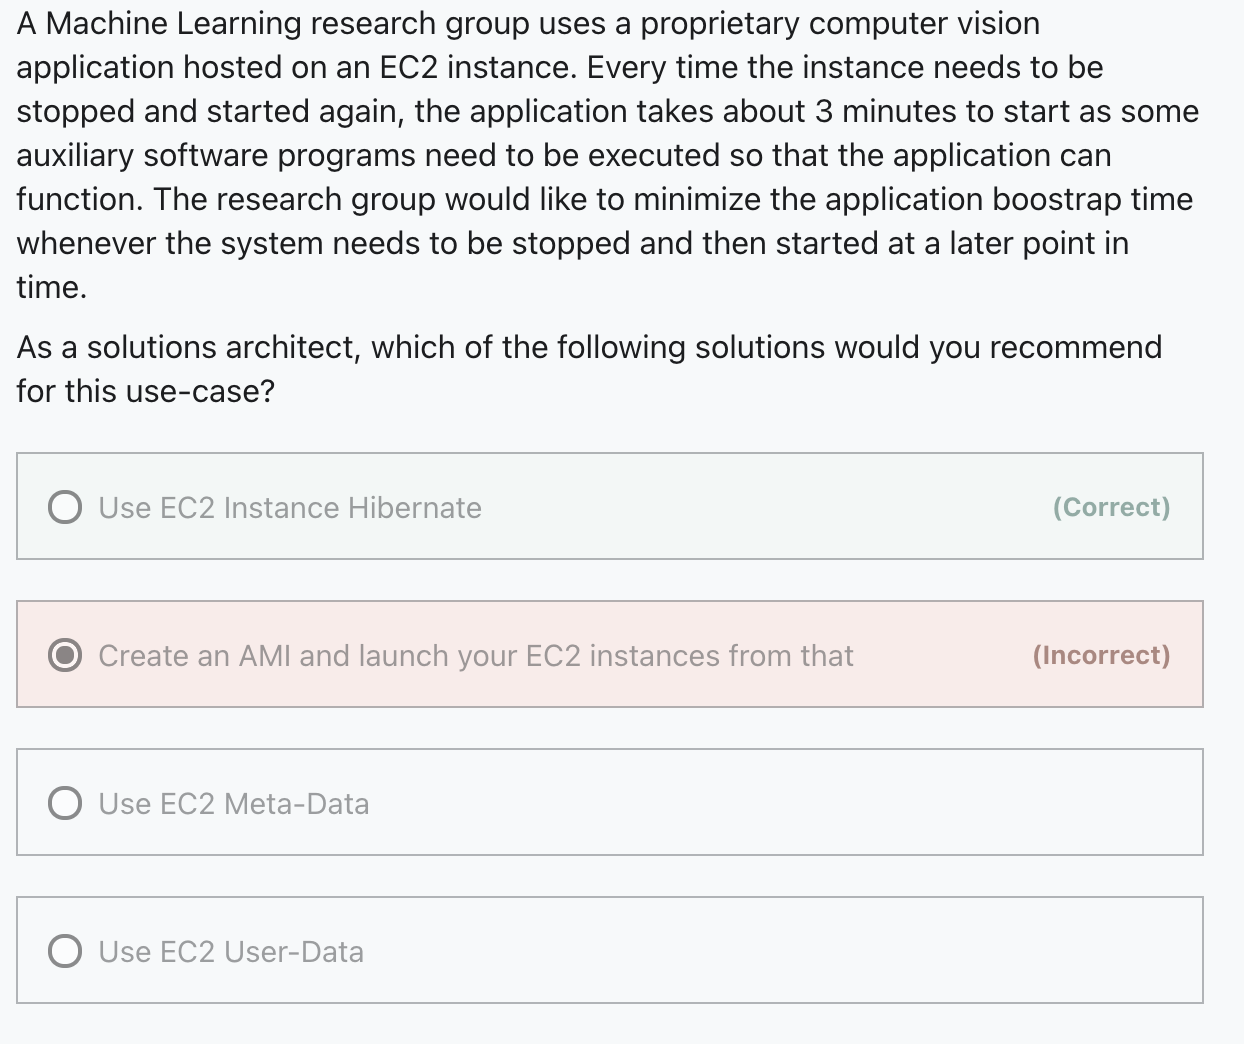 A Machine Learning research group uses a proprietary computer vision
application hosted on an EC2 instance. Every time the instance needs to be
stopped and started again, the application takes about 3 minutes to start as some
auxiliary software programs need to be executed so that the application can
function. The research group would like to minimize the application boostrap time
whenever the system needs to be stopped and then started at a later point in
time.
As a solutions architect, which of the following solutions would you recommend
for this use-case?
Use EC2 Instance Hibernate (Correct)
Create an AMI and launch your EC2 instances from that (Incorrect)
Use EC2 Meta-Data
Use EC2 User-Data